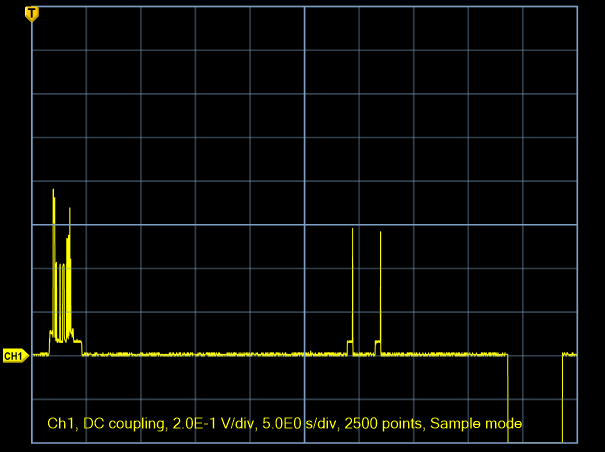 T
CH1
Ch1, DC coupling, 2.0E-1 V/div, 5.0E0 s/div, 2500 points, Sample mode